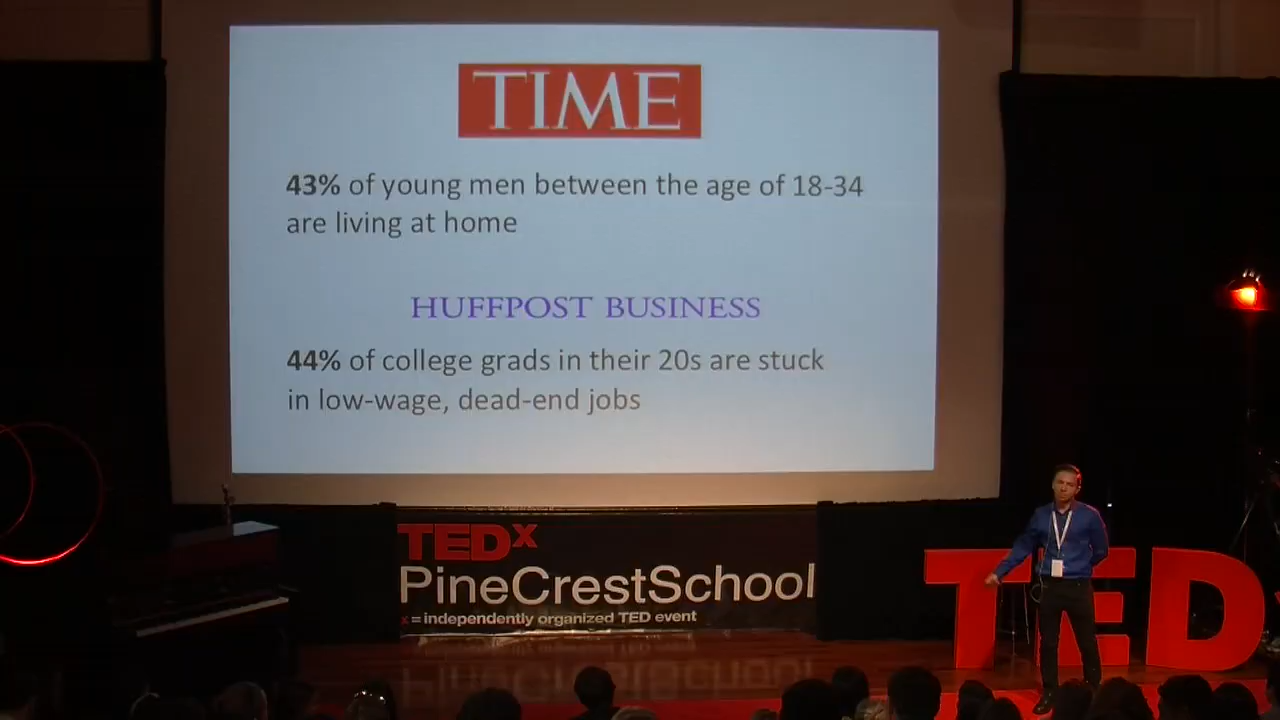 TIME
43% of young men between the age of 18-34
are living at home
HUFFPOST BUSINESS
44% of college grads in their 20s are stuck
in low-wage, dead-end jobs
TEDx
PineCrestSchool
x = independently organized TED event
TED